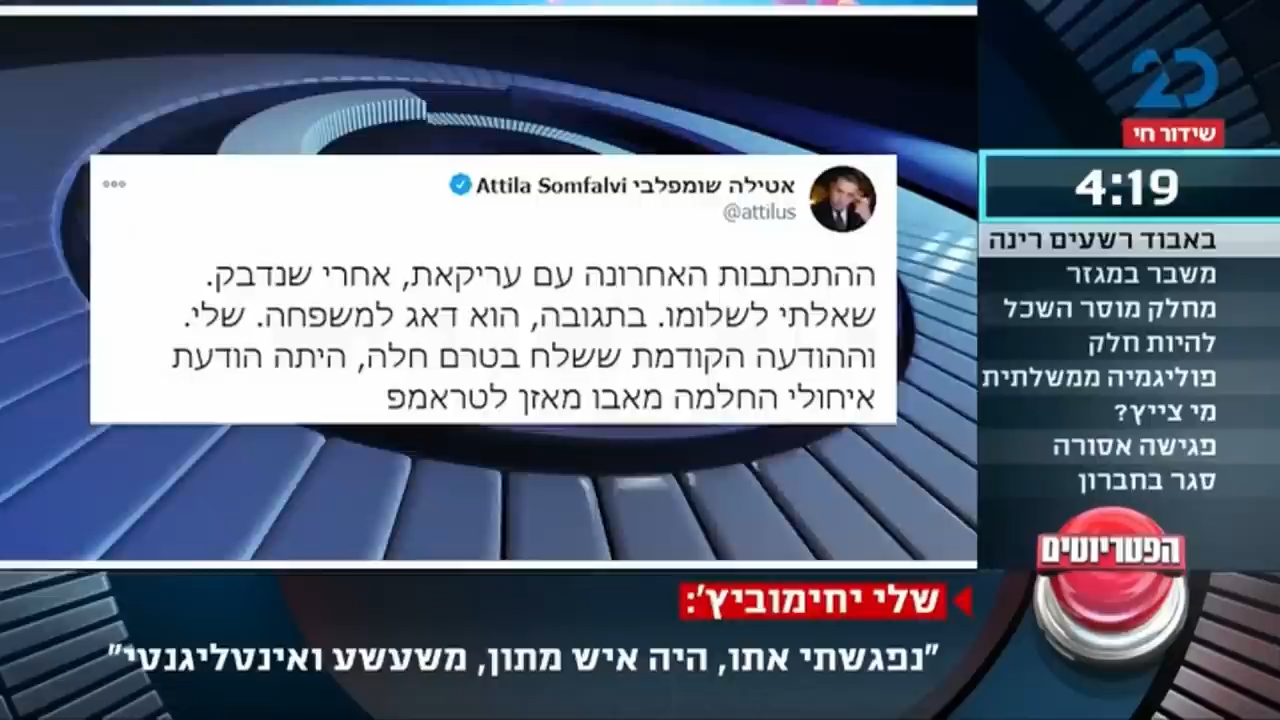 20
שידור חי
4:19
באבוד רשעים רינה
משבר במגזר
מחלק מוסר השכל
להיות חלק
פוליגמיה ממשלתית
מי צייץ?
פגישה אסורה
סגר בחברון
הפטריוטים
אטילה שומפלבי Attila Somfalvi
@attilus
ההתכתבות האחרונה עם עריקאת, אחרי שנדבק.
שאלתי לשלומו. בתגובה, הוא דאג למשפחה. שלי.
וההודעה הקודמת ששלח בטרם חלה, היתה הודעת
איחולי החלמה מאבו מאזן לטראמפ
שלי יחימוביץ':
"נפגשתי אתו, היה איש מתון, משעשע ואינטליגנטי"